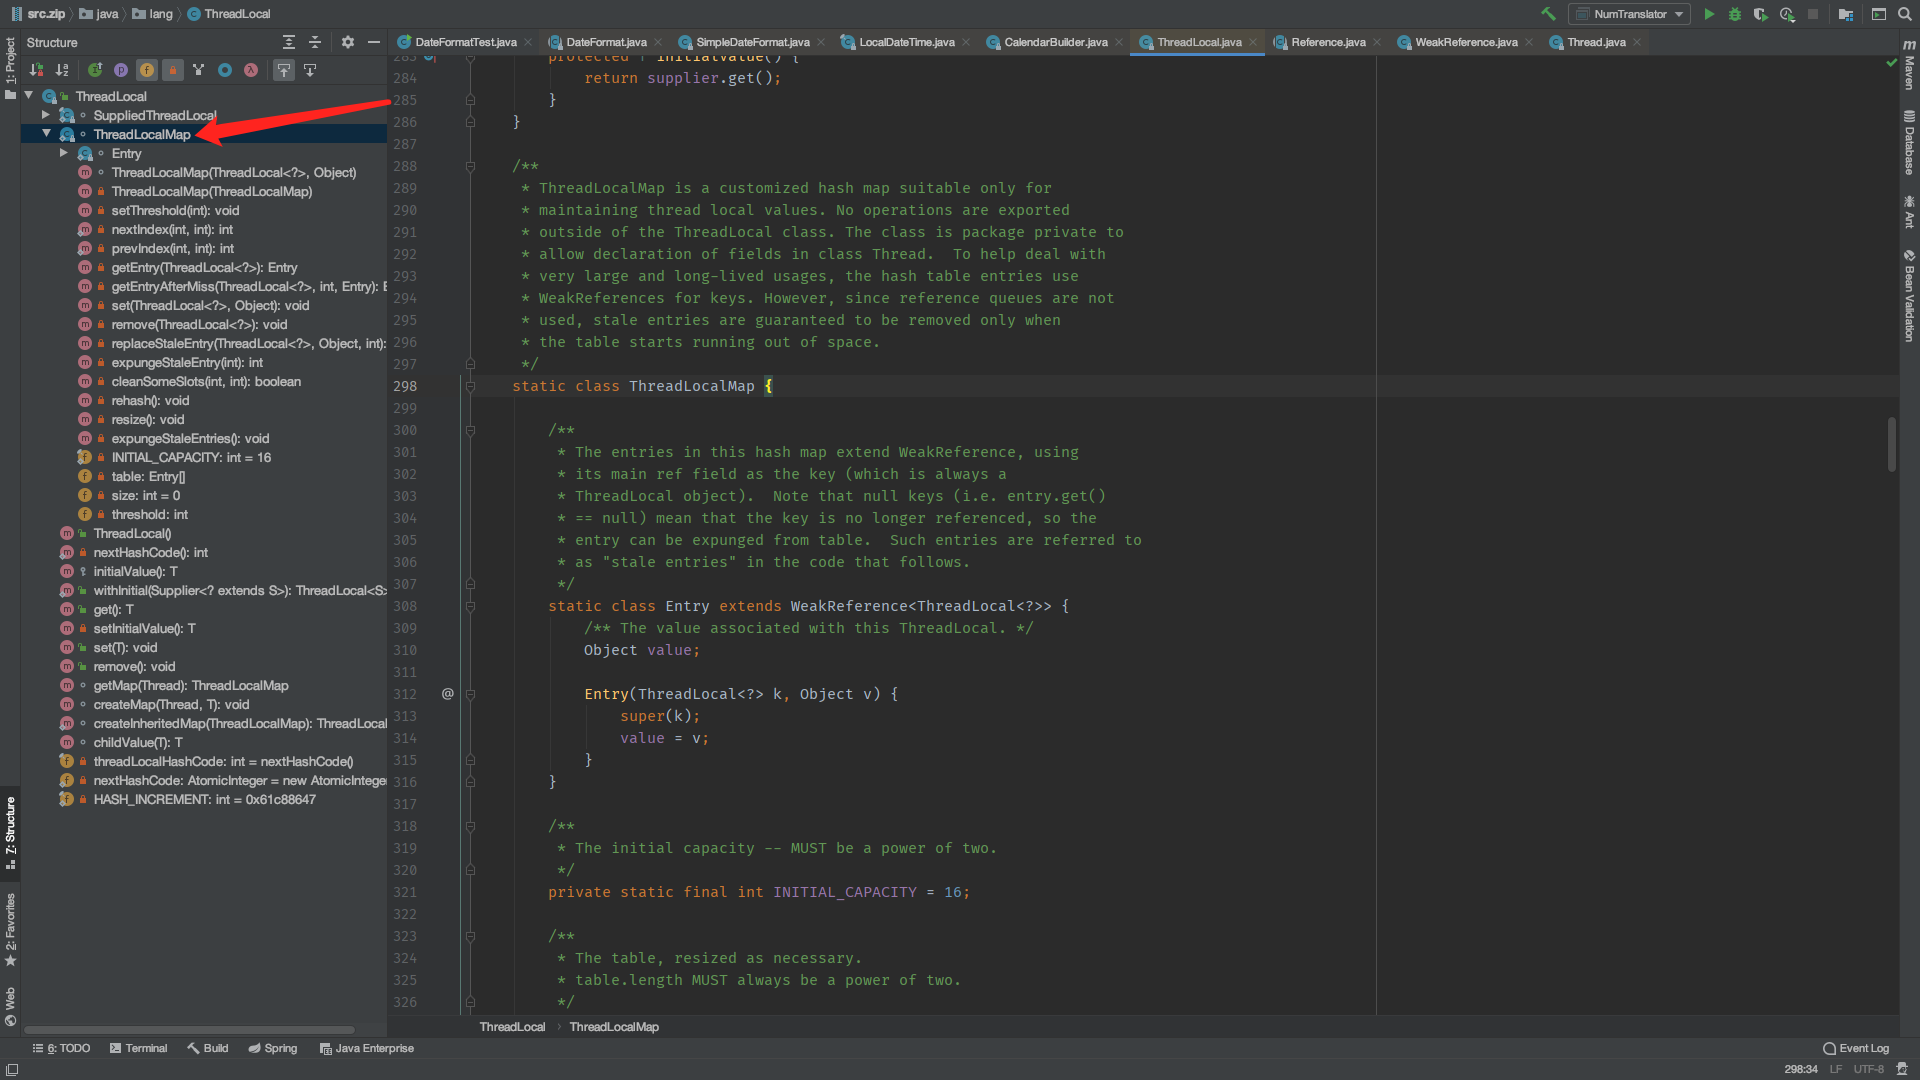 src.zip
java
lang
ThreadLocal
NumTranslator
Structure
DateFormatTest.java
DateFormat.java
SimpleDateFormat.java
LocalDateTime.java
CalendarBuilder.java
ThreadLocal.java
Reference.java
WeakReference.java
Thread.java
1: Project
7: Structure
2: Favorites
Web
ThreadLocal
SuppliedThreadLocal
ThreadLocalMap
Entry
ThreadLocalMap(ThreadLocal<?>, Object)
ThreadLocalMap(ThreadLocalMap)
setThreshold(int): void
nextIndex(int, int): int
prevIndex(int, int): int
getEntry(ThreadLocal<?>): Entry
getEntryAfterMiss(ThreadLocal<?>, int, Entry): E
set(ThreadLocal<?>, Object): void
remove(ThreadLocal<?>): void
replaceStaleEntry(ThreadLocal<?>, Object, int):
expungeStaleEntry(int): int
cleanSomeSlots(int, int): boolean
rehash(): void
resize(): void
expungeStaleEntries(): void
INITIAL_CAPACITY: int = 16
table: Entry[]
size: int = 0
threshold: int
ThreadLocal()
nextHashCode(): int
initialValue(): T
withInitial(Supplier<? extends S>): ThreadLocal<S>
get(): T
setInitialValue(): T
set(T): void
remove(): void
getMap(Thread): ThreadLocalMap
createMap(Thread, T): void
createInheritedMap(ThreadLocalMap): ThreadLocal
childValue(T): T
threadLocalHashCode: int = nextHashCode()
nextHashCode: AtomicInteger = new AtomicInteger
HASH_INCREMENT: int = 0x61c88647
283 protected T initialValue() {
284 return supplier.get();
285 }
286 }
287
288 /**
289 * ThreadLocalMap is a customized hash map suitable only for
290 * maintaining thread local values. No operations are exported
291 * outside of the ThreadLocal class. The class is package private to
292 * allow declaration of fields in class Thread.  To help deal with
293 * very large and long-lived usages, the hash table entries use
294 * WeakReferences for keys. However, since reference queues are not
295 * used, stale entries are guaranteed to be removed only when
296 * the table starts running out of space.
297 */
298 static class ThreadLocalMap {
299
300 /**
301 * The entries in this hash map extend WeakReference, using
302 * its main ref field as the key (which is always a
303 * ThreadLocal object).  Note that null keys (i.e. entry.get()
304 * == null) mean that the key is no longer referenced, so the
305 * entry can be expunged from table.  Such entries are referred to
306 * as "stale entries" in the code that follows.
307 */
308 static class Entry extends WeakReference<ThreadLocal<?>> {
309 /** The value associated with this ThreadLocal. */
310 Object value;
311
312 @ Entry(ThreadLocal<?> k, Object v) {
313 super(k);
314 value = v;
315 }
316 }
317
318 /**
319 * The initial capacity -- MUST be a power of two.
320 */
321 private static final int INITIAL_CAPACITY = 16;
322
323 /**
324 * The table, resized as necessary.
325 * table.length MUST always be a power of two.
326 */
ThreadLocal
ThreadLocalMap
m Maven
Database
Ant
Bean Validation
6: TODO
Terminal
Build
Spring
Java Enterprise
Event Log
298:34
LF
UTF-8